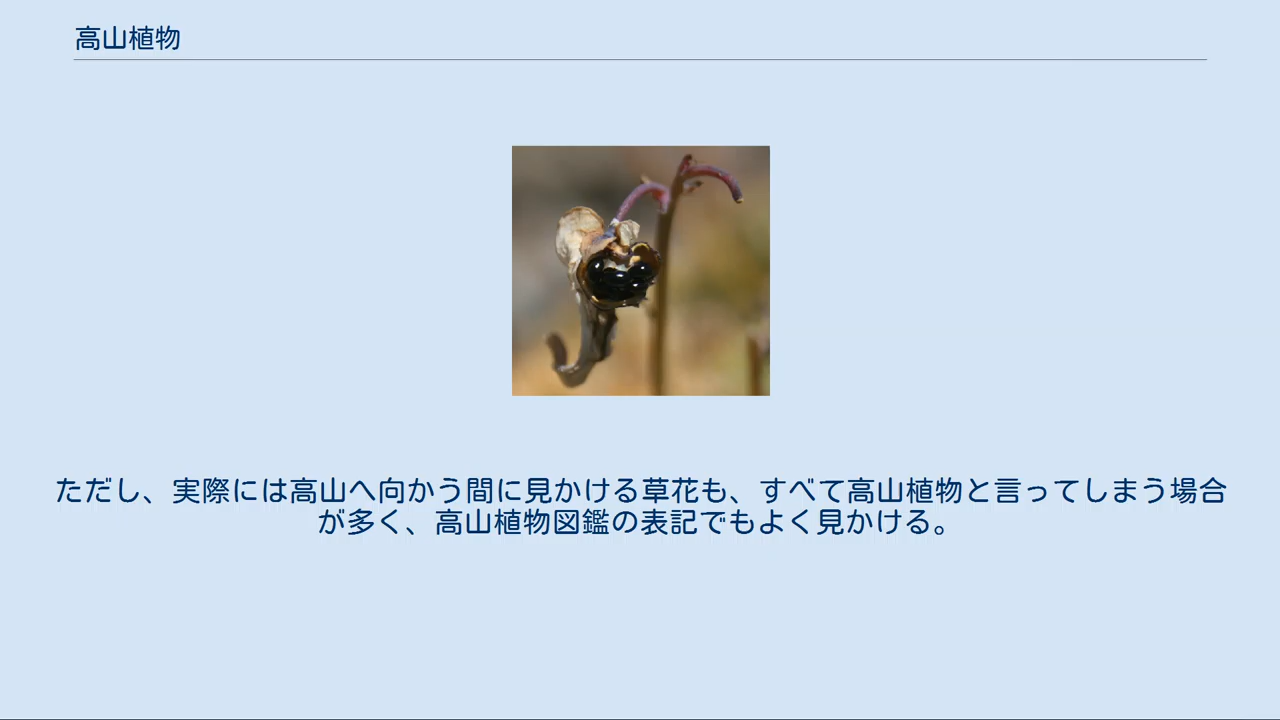 高山植物
ただし、実際には高山へ向かう間に見かける草花も、すべて高山植物と言ってしまう場合
が多く、高山植物図鑑の表記でもよく見かける。